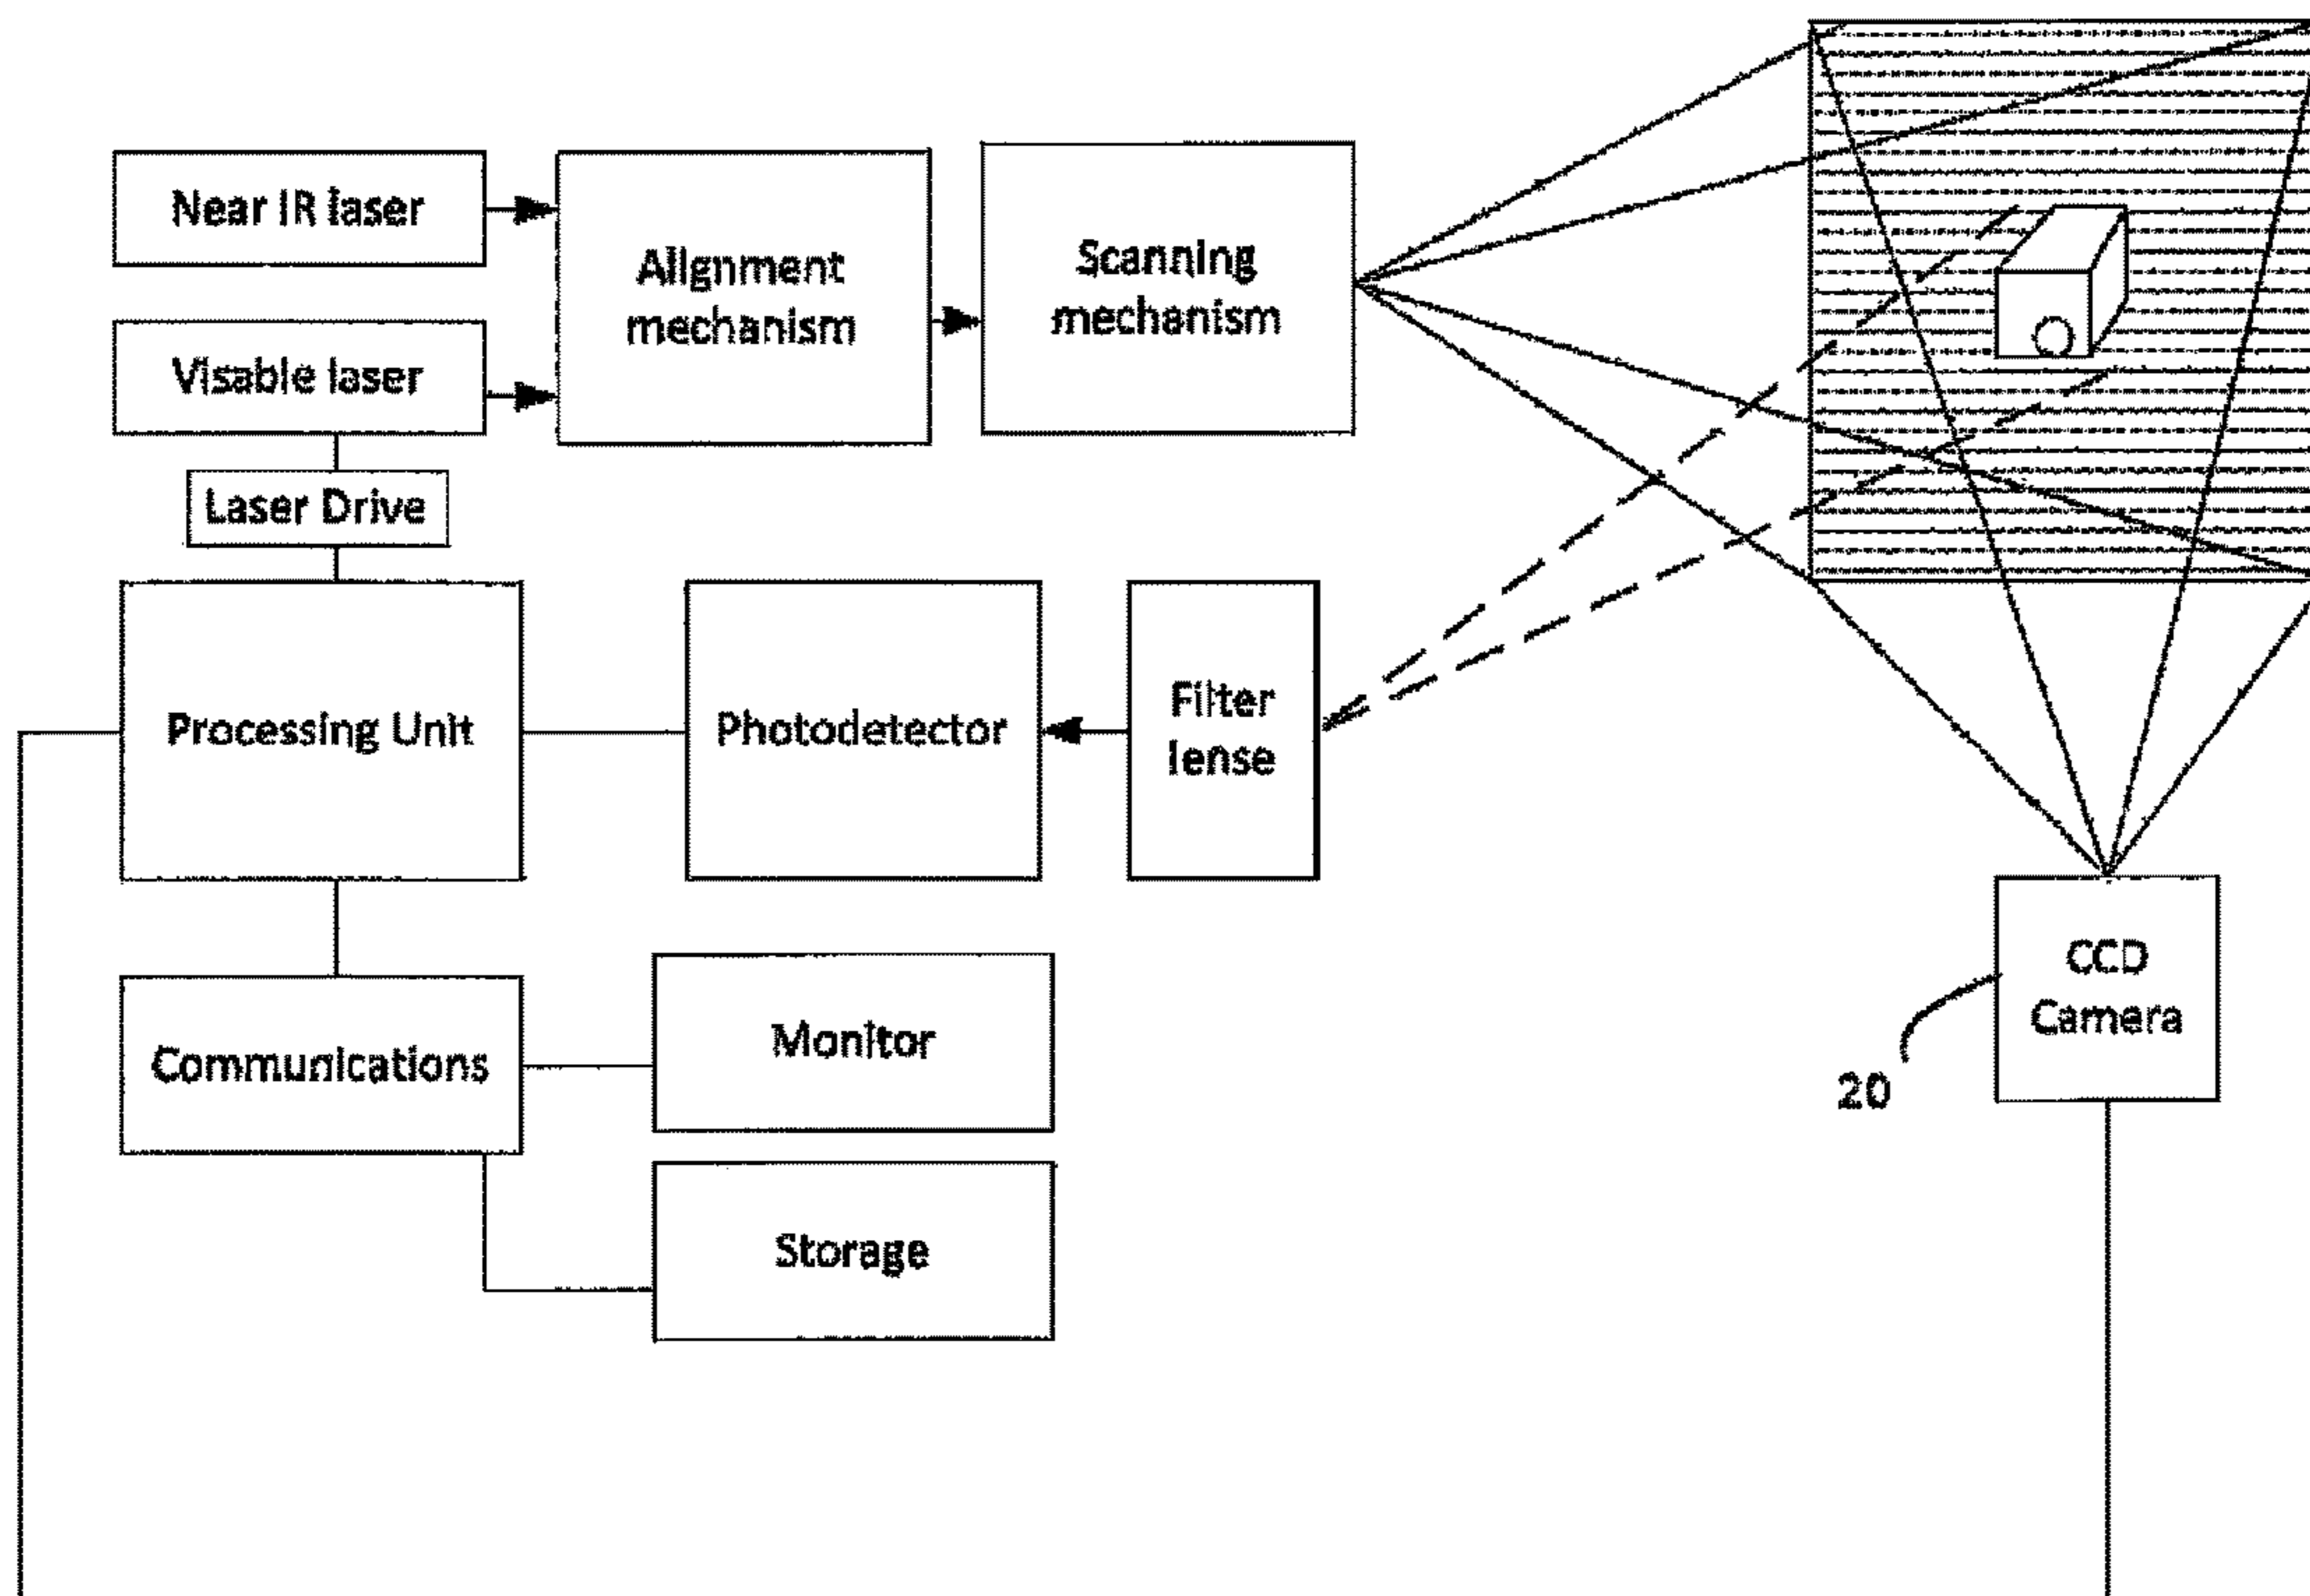 Near IR laser
Visable laser
Alignment
mechanism
Scanning
mechanism
Laser Drive
Processing Unit
Photodetector
Filter
lense
Communications
Monitor
Storage
CCD
Camera
20